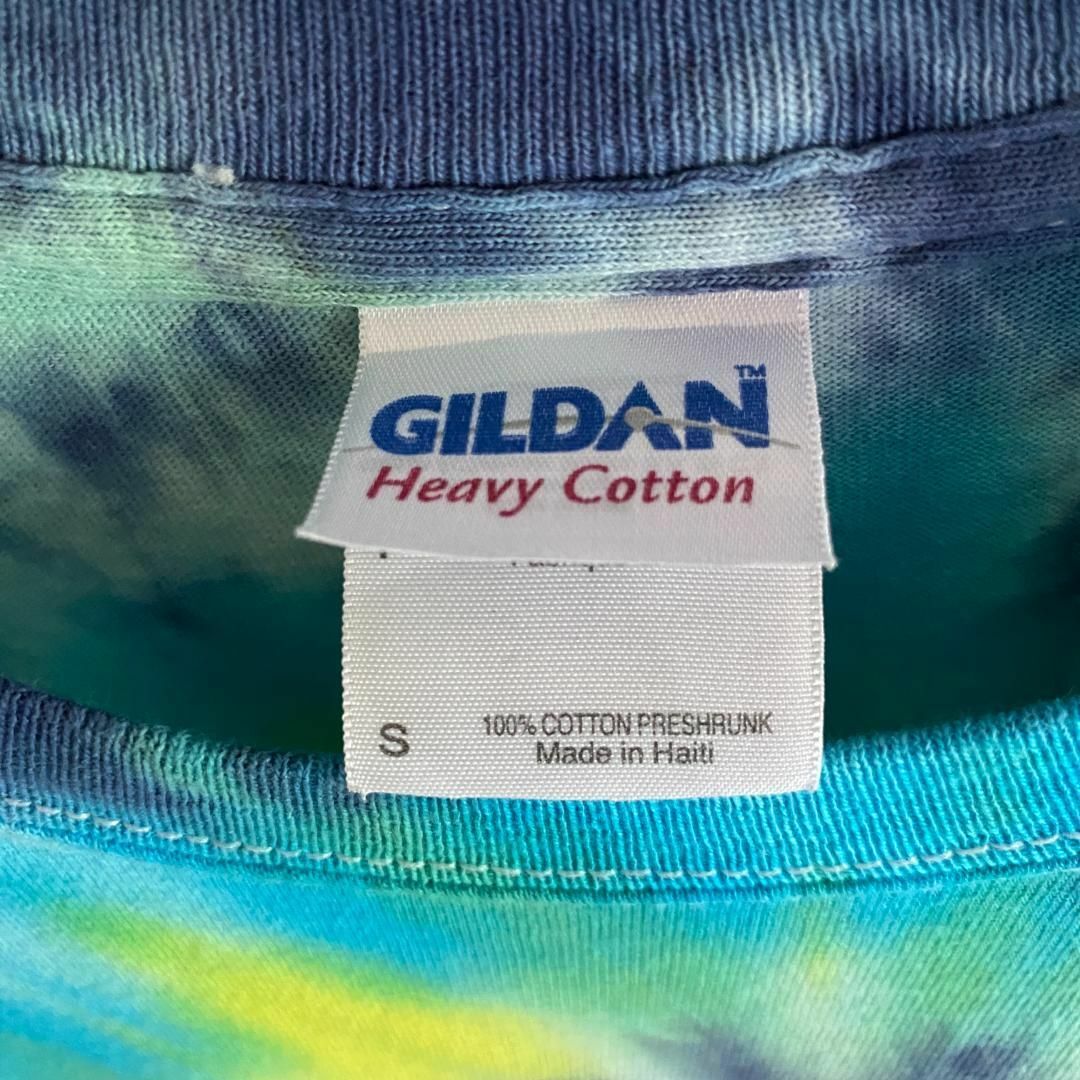 GILDAN™
Heavy Cotton
S
100% COTTON PRESHRUNK
Made in Haiti